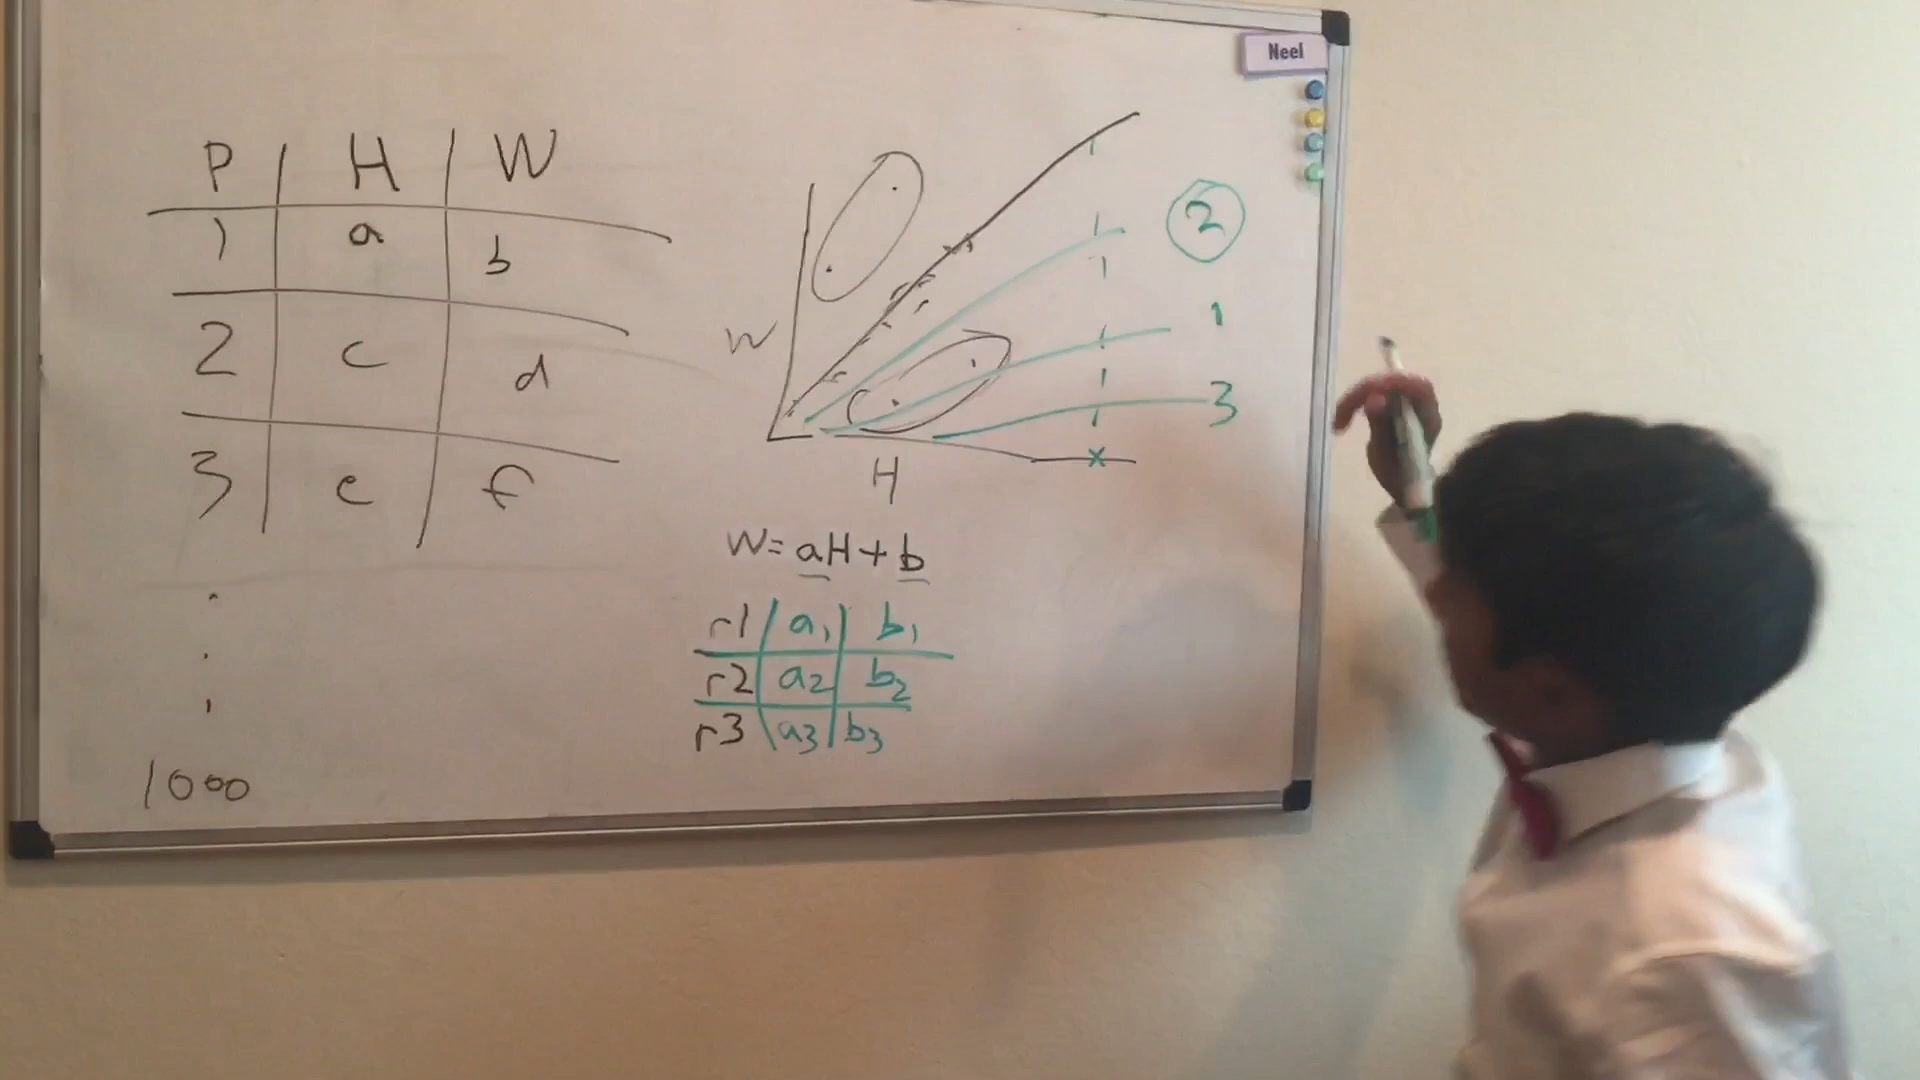 Neel
P H W
1 a b
2 c d
3 e f
1000
W
H
2
1
3
x
W=aH+b
r1 a1 b1
r2 a2 b2
r3 a3 b3